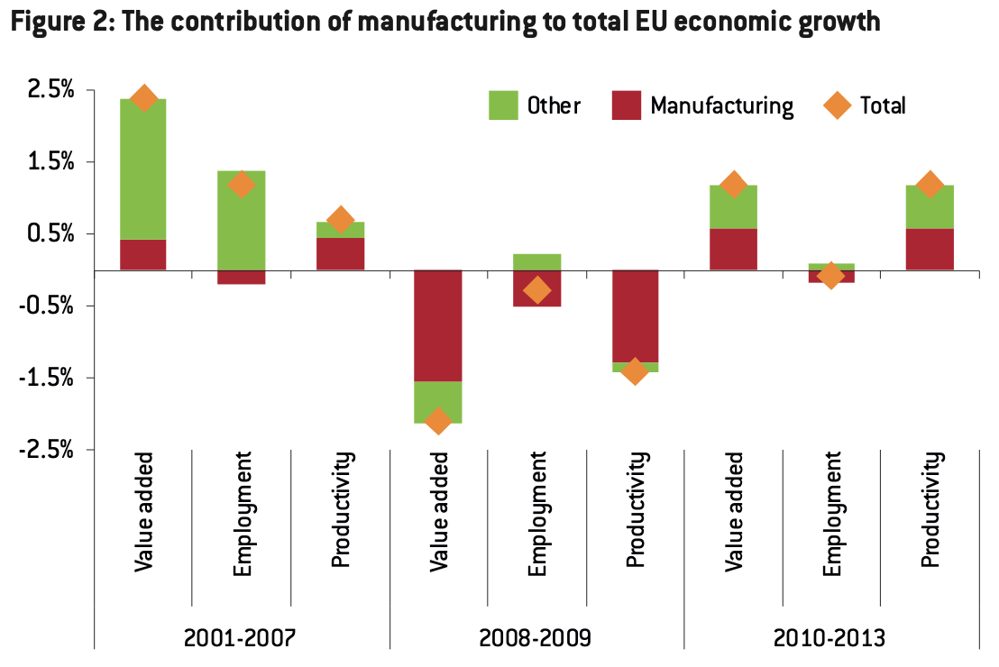 Figure 2: The contribution of manufacturing to total EU economic growth
Other
Manufacturing
Total
2.5%
1.5%
0.5%
-0.5%
-1.5%
-2.5%
Value added
Employment
Productivity
Value added
Employment
Productivity
Value added
Employment
Productivity
2001-2007
2008-2009
2010-2013